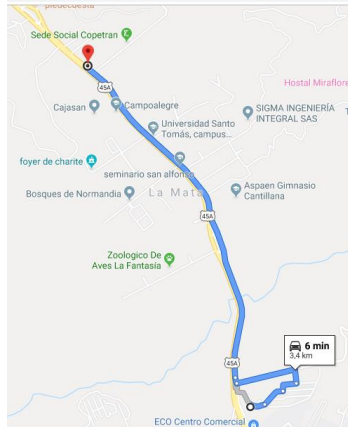 piedecuesta
Sede Social Copetran
45A
Cajasan
Campoalegre
Hostal Miraflore
SIGMA INGENIERÍA
INTEGRAL SAS
Universidad Santo
Tomás, campus...
foyer de charite
seminario san alfonso
Bosques de Normandia
La Mata
Aspaen Gimnasio
Cantillana
45A
Zoologico De
Aves La Fantasía
6 min
3,4 km
45A
ECO Centro Comercial